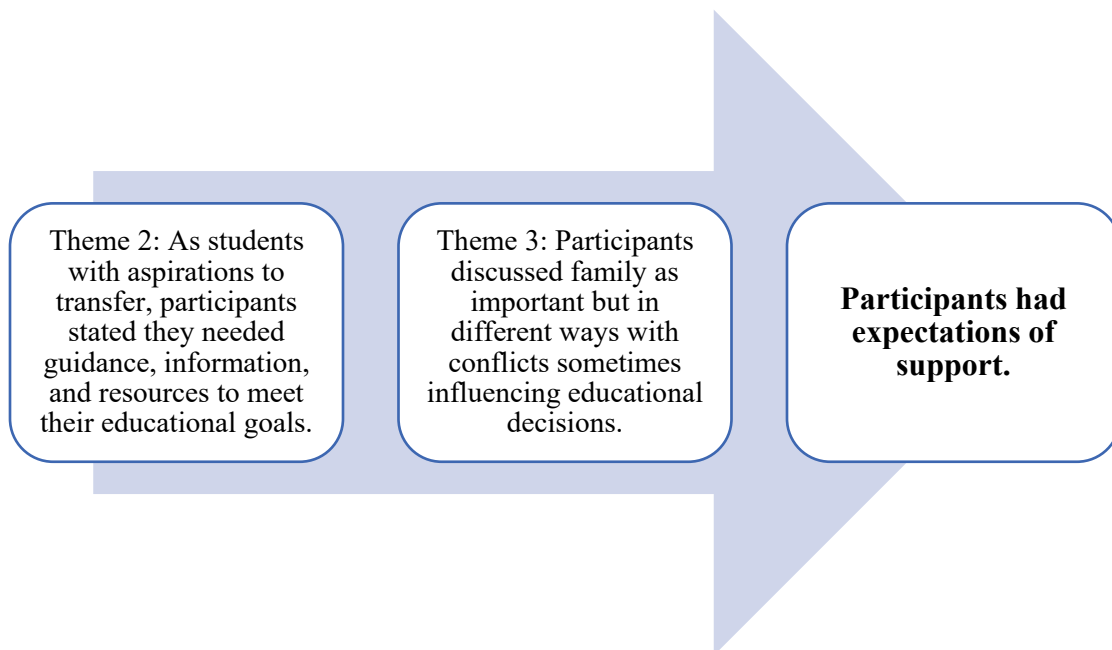 Theme 2: As students
with aspirations to
transfer, participants
stated they needed
guidance, information,
and resources to meet
their educational goals.
Theme 3: Participants
discussed family as
important but in
different ways with
conflicts sometimes
influencing educational
decisions.
Participants had
expectations of
support.